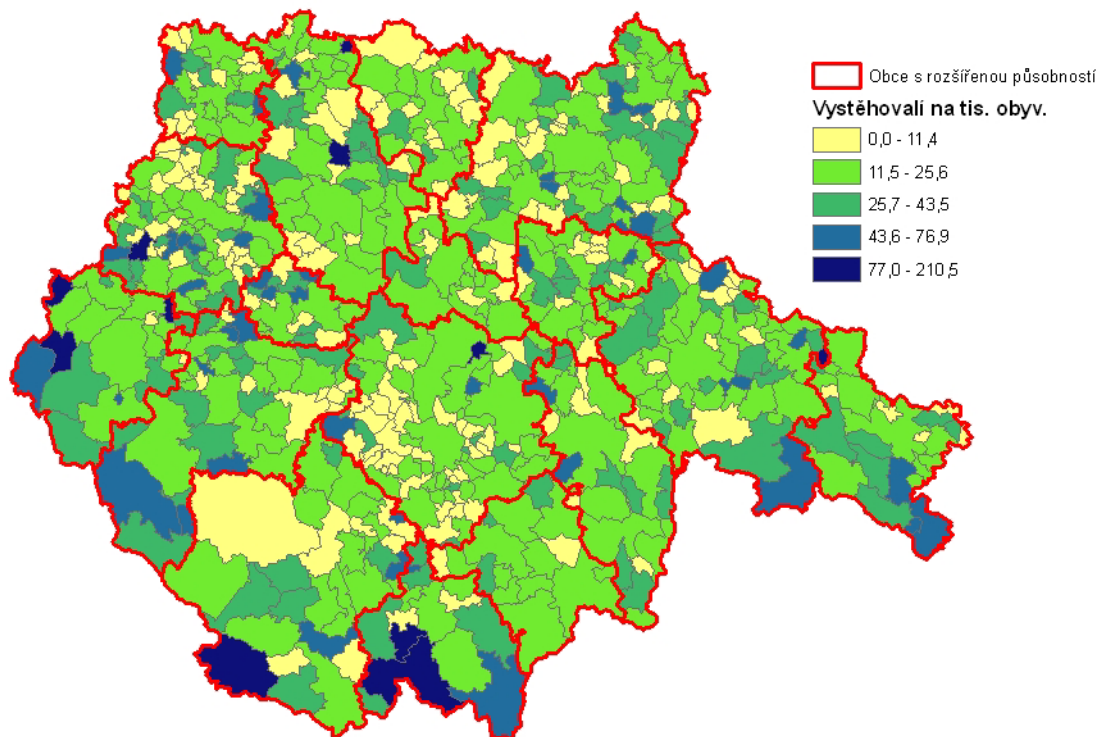 Obce s rozšířenou působností
Vystěhovalí na tis. obyv.
0,0 - 11,4
11,5 - 25,6
25,7 - 43,5
43,6 - 76,9
77,0 - 210,5